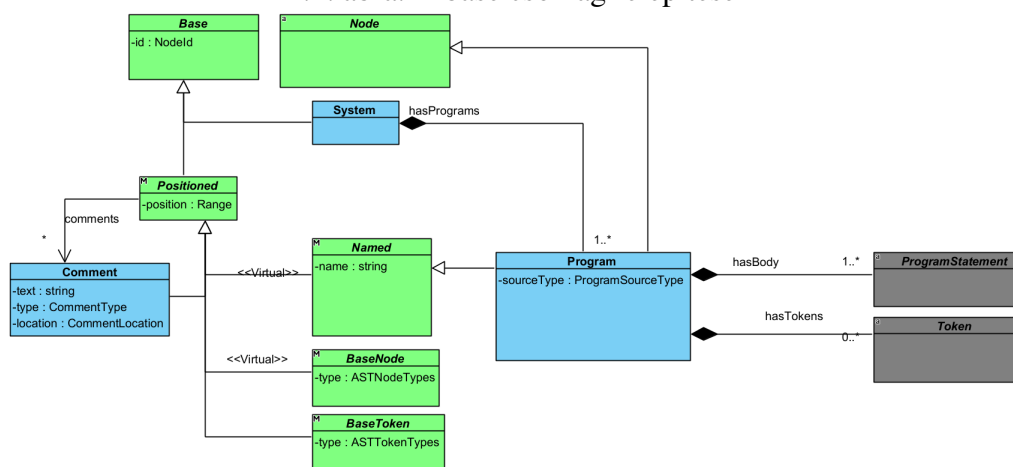 Base
-id : NodeId
a
Node
System
hasPrograms
M
Positioned
-position : Range
comments
*
Comment
-text : string
-type : CommentType
-location : CommentLocation
<<Virtual>>
M
Named
-name : string
1..*
Program
-sourceType : ProgramSourceType
hasBody
1..*
a
ProgramStatement
hasTokens
0..*
a
Token
<<Virtual>>
M
BaseNode
-type : ASTNodeTypes
M
BaseToken
-type : ASTTokenTypes